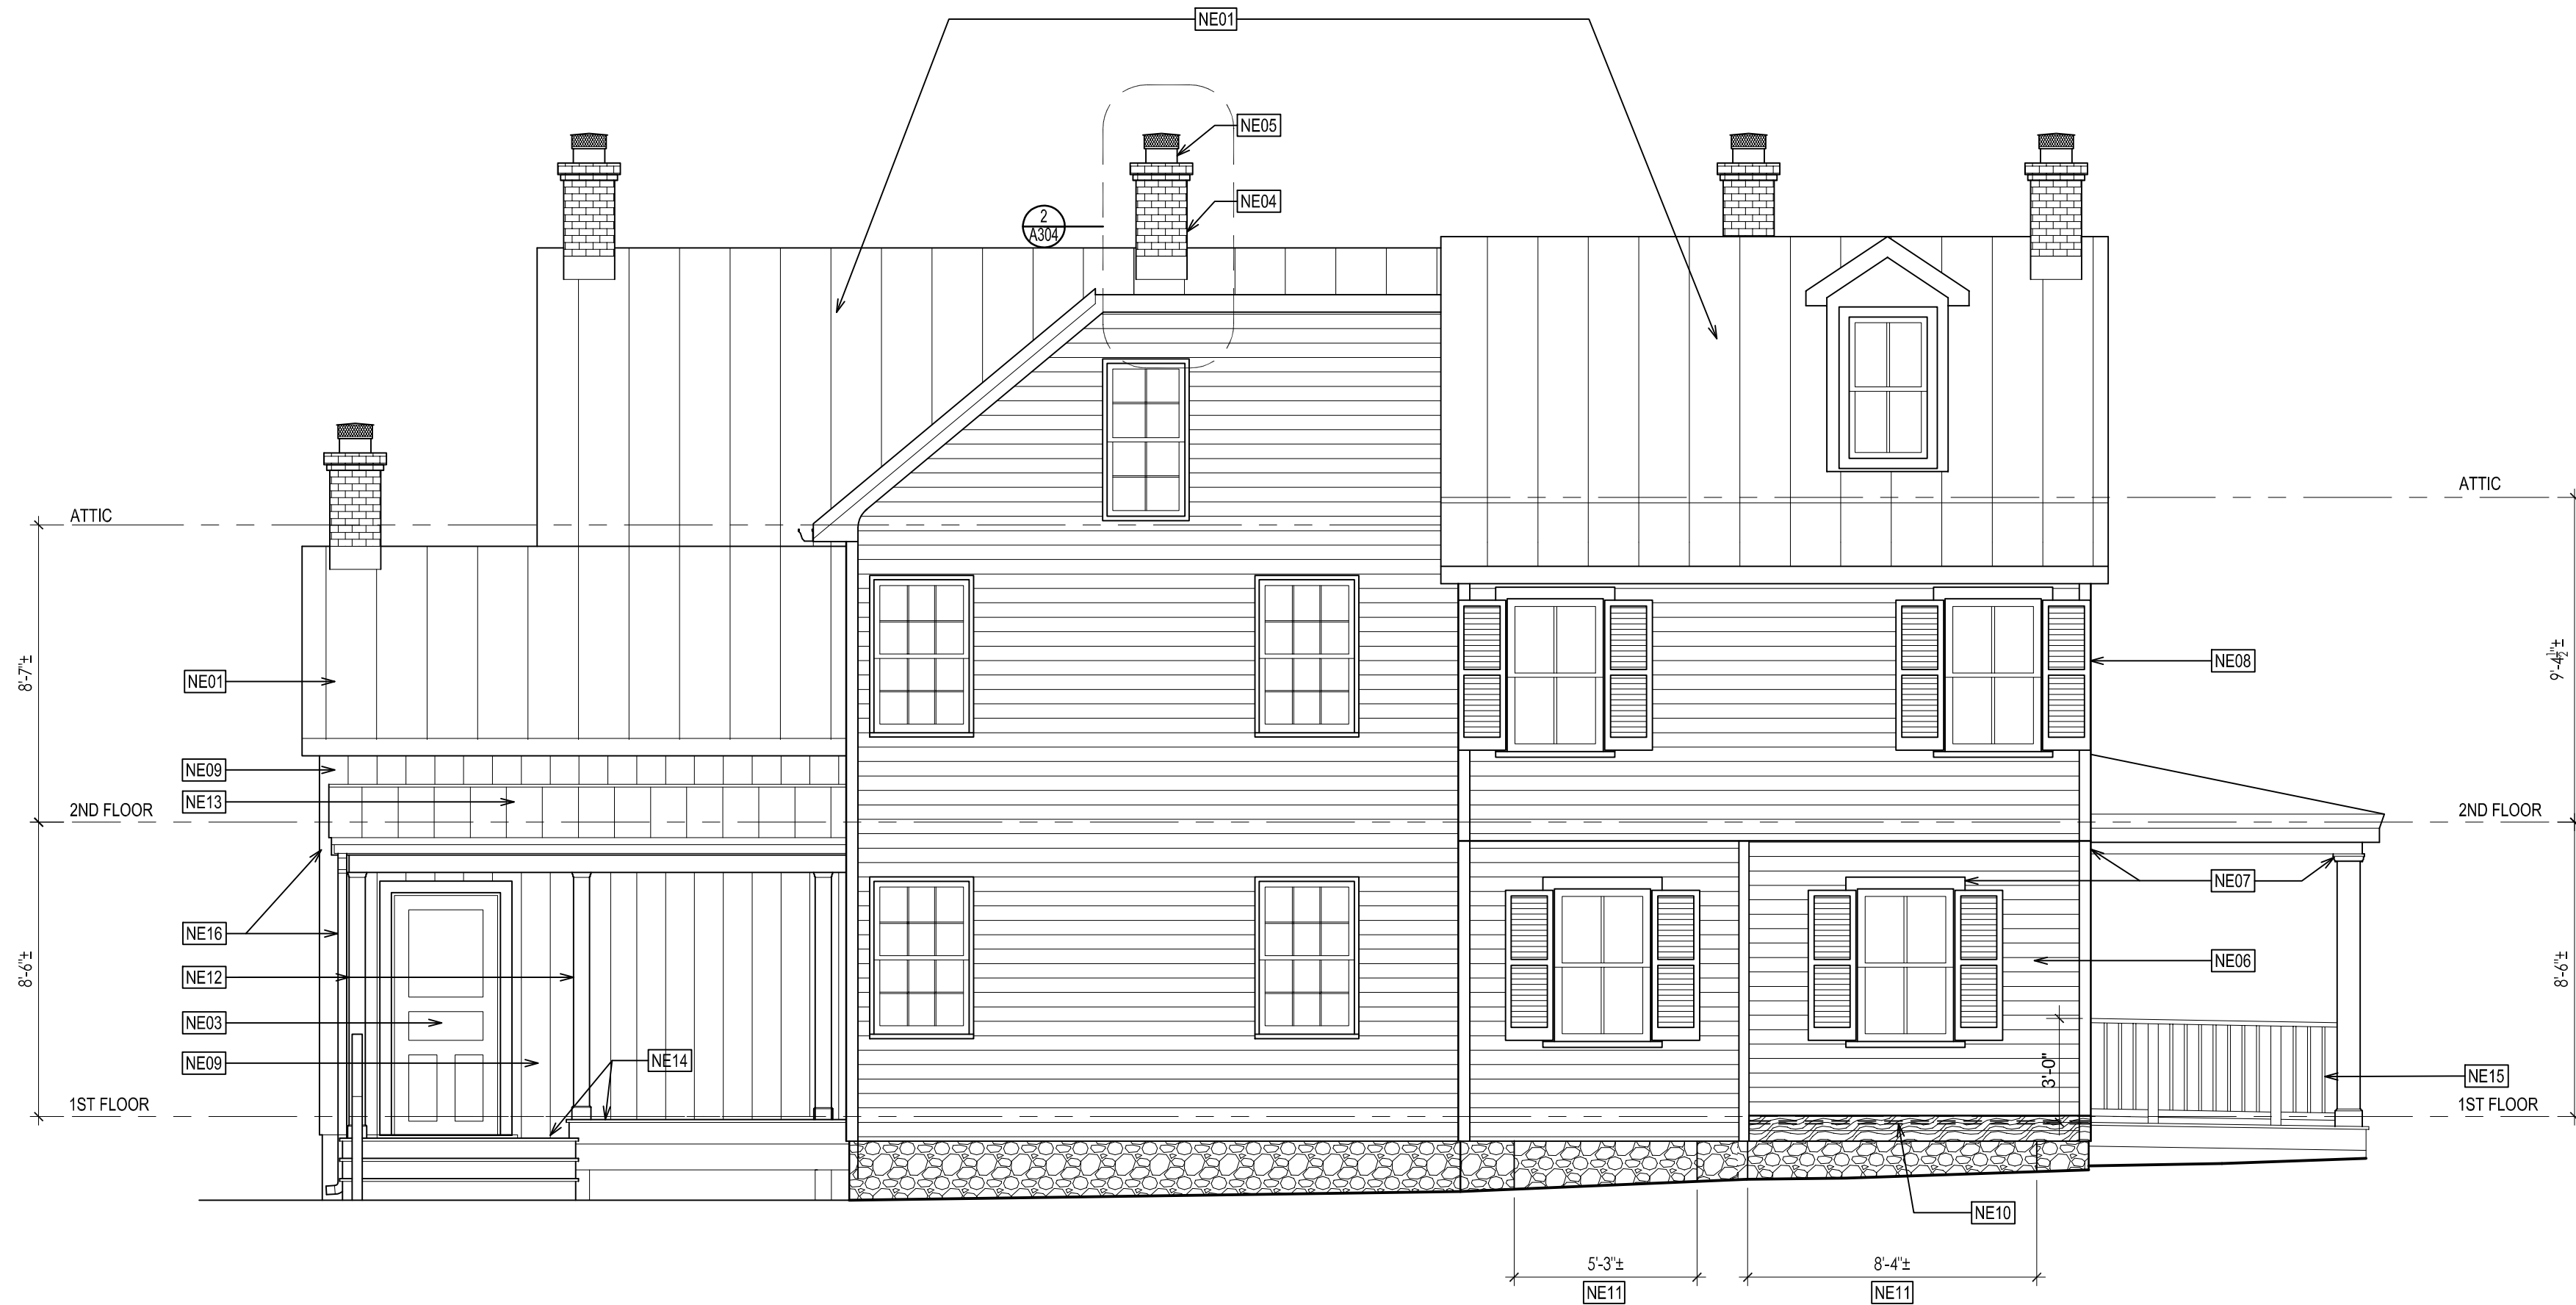 NE01
NE05
2
A304
NE04
ATTIC
ATTIC
8'-7"±
NE01
NE08
9'-4½"±
NE09
NE13
2ND FLOOR
2ND FLOOR
NE07
NE16
NE06
8'-6"±
NE12
8'-6"±
NE03
NE09
NE14
3'-0"
NE15
1ST FLOOR
1ST FLOOR
NE10
5'-3"±
8'-4"±
NE11
NE11